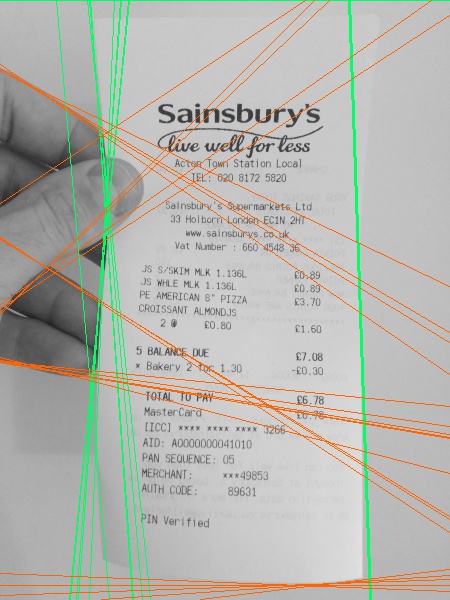 Sainsbury's
live well for less
Acton Town Station Local
TEL: 020 8172 5820
Sainsbury's Supermarkets Ltd
33 Holborn London EC1N 2HT
www.sainsburys.co.uk
Vat Number : 660 4548 36
JS S/SKIM MLK 1.136L £0.89
JS WHLE MLK 1.136L £0.89
PE AMERICAN 8" PIZZA £3.70
CROISSANT ALMONDJS
2 @ £0.80 £1.60
5 BALANCE DUE £7.08
* Bakery 2 for 1.30 -£0.30
TOTAL TO PAY £6.78
MasterCard £6.78
[ICC] **** **** **** 3266
AID: A0000000041010
PAN SEQUENCE: 05
MERCHANT: ***49853
AUTH CODE: 89631
PIN Verified